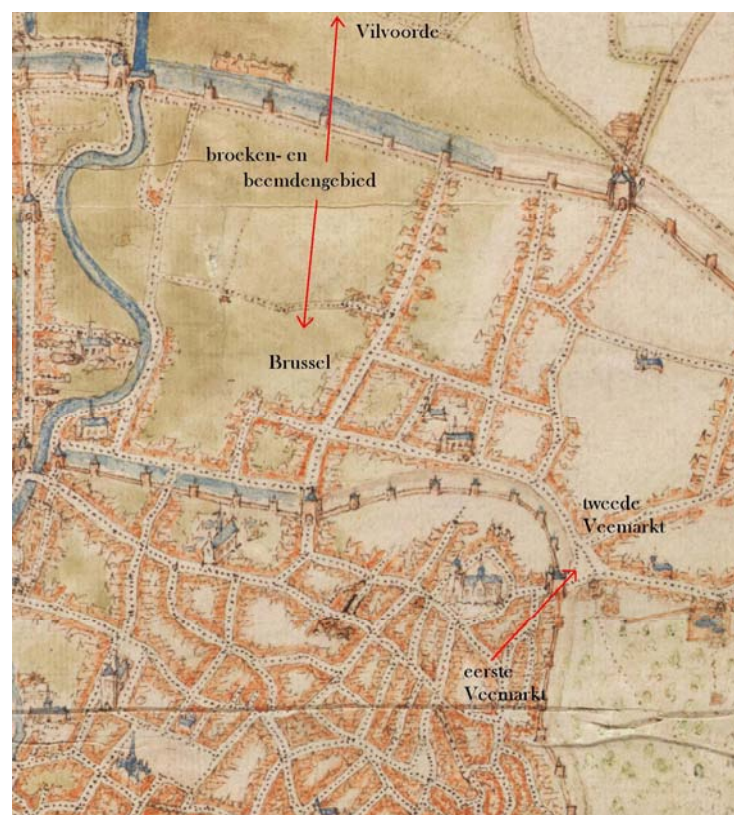 Vilvoorde
broeken- en
beemdengebied
Brussel
tweede
Veemarkt
eerste
Veemarkt